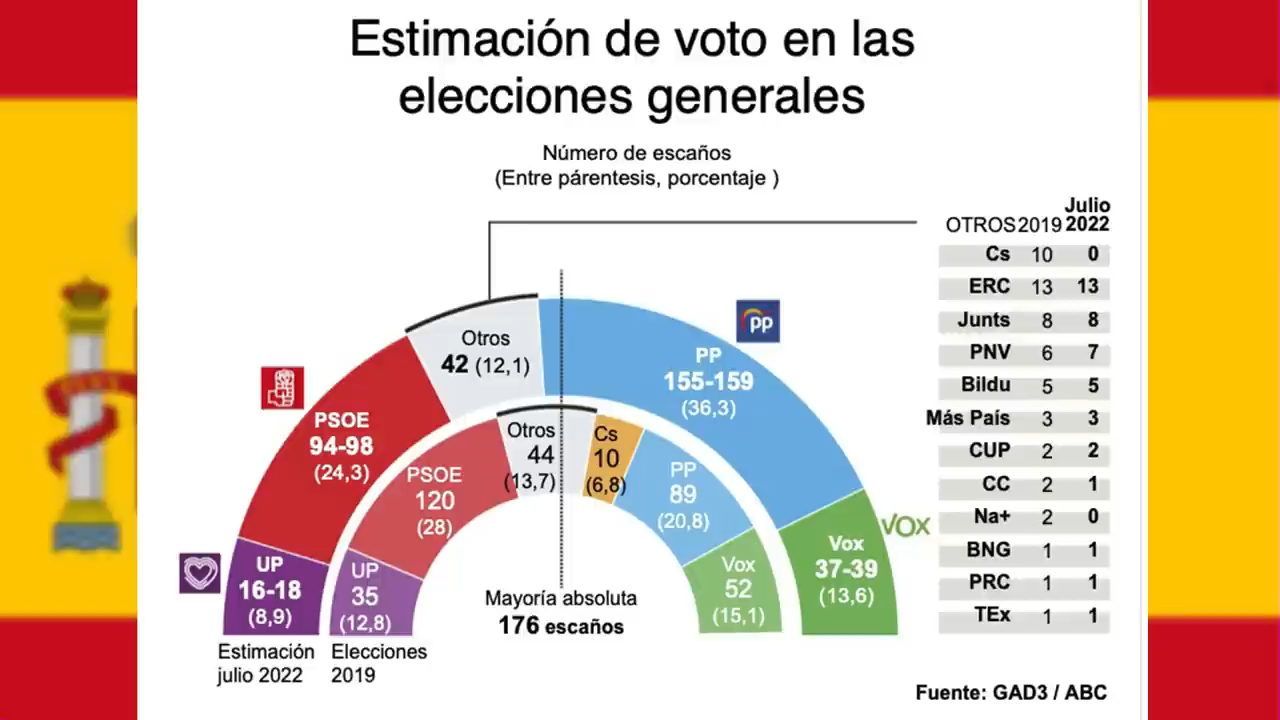 Estimación de voto en las
elecciones generales
Número de escaños
(Entre párentesis, porcentaje )
Julio
OTROS 2019 2022
Cs 10 0
ERC 13 13
Junts 8 8
PNV 6 7
Bildu 5 5
Más País 3 3
CUP 2 2
CC 2 1
Na+ 2 0
BNG 1 1
PRC 1 1
TEx 1 1
UP
16-18
(8,9)
PSOE
94-98
(24,3)
Otros
42 (12,1)
PP
155-159
(36,3)
PP
Vox
37-39
(13,6)
VOX
UP
35
(12,8)
PSOE
120
(28)
Otros
44
(13,7)
Cs
10
(6,8)
PP
89
(20,8)
Vox
52
(15,1)
Mayoría absoluta
176 escaños
Estimación
julio 2022
Elecciones
2019
Fuente: GAD3 / ABC